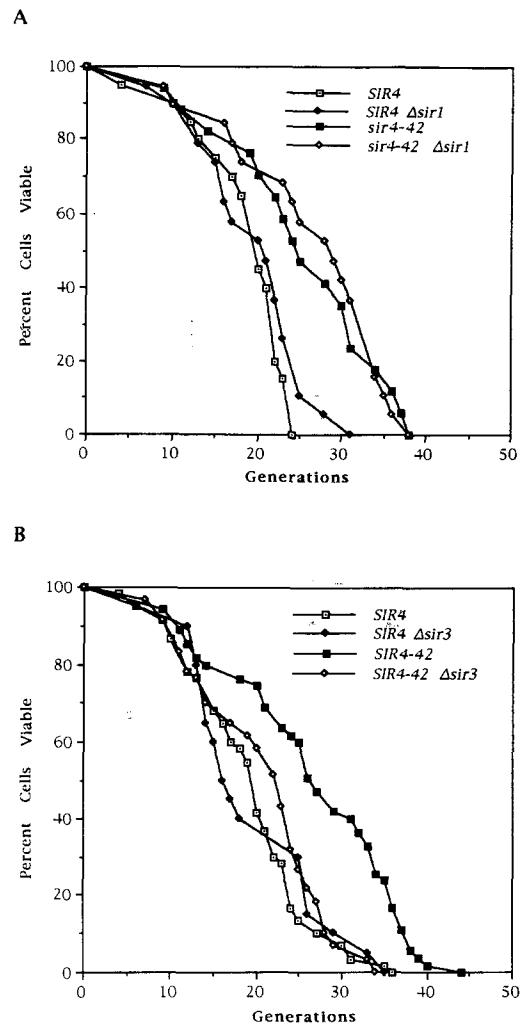 A
100
80
60
40
20
0
Percent Cells Viable
SIR4
SIR4 Δsir1
sir4-42
sir4-42 Δsir1
0 10 20 30 40 50
Generations
B
100
80
60
40
20
0
Percent Cells Viable
SIR4
SIR4 Δsir3
SIR4-42
SIR4-42 Δsir3
0 10 20 30 40 50
Generations